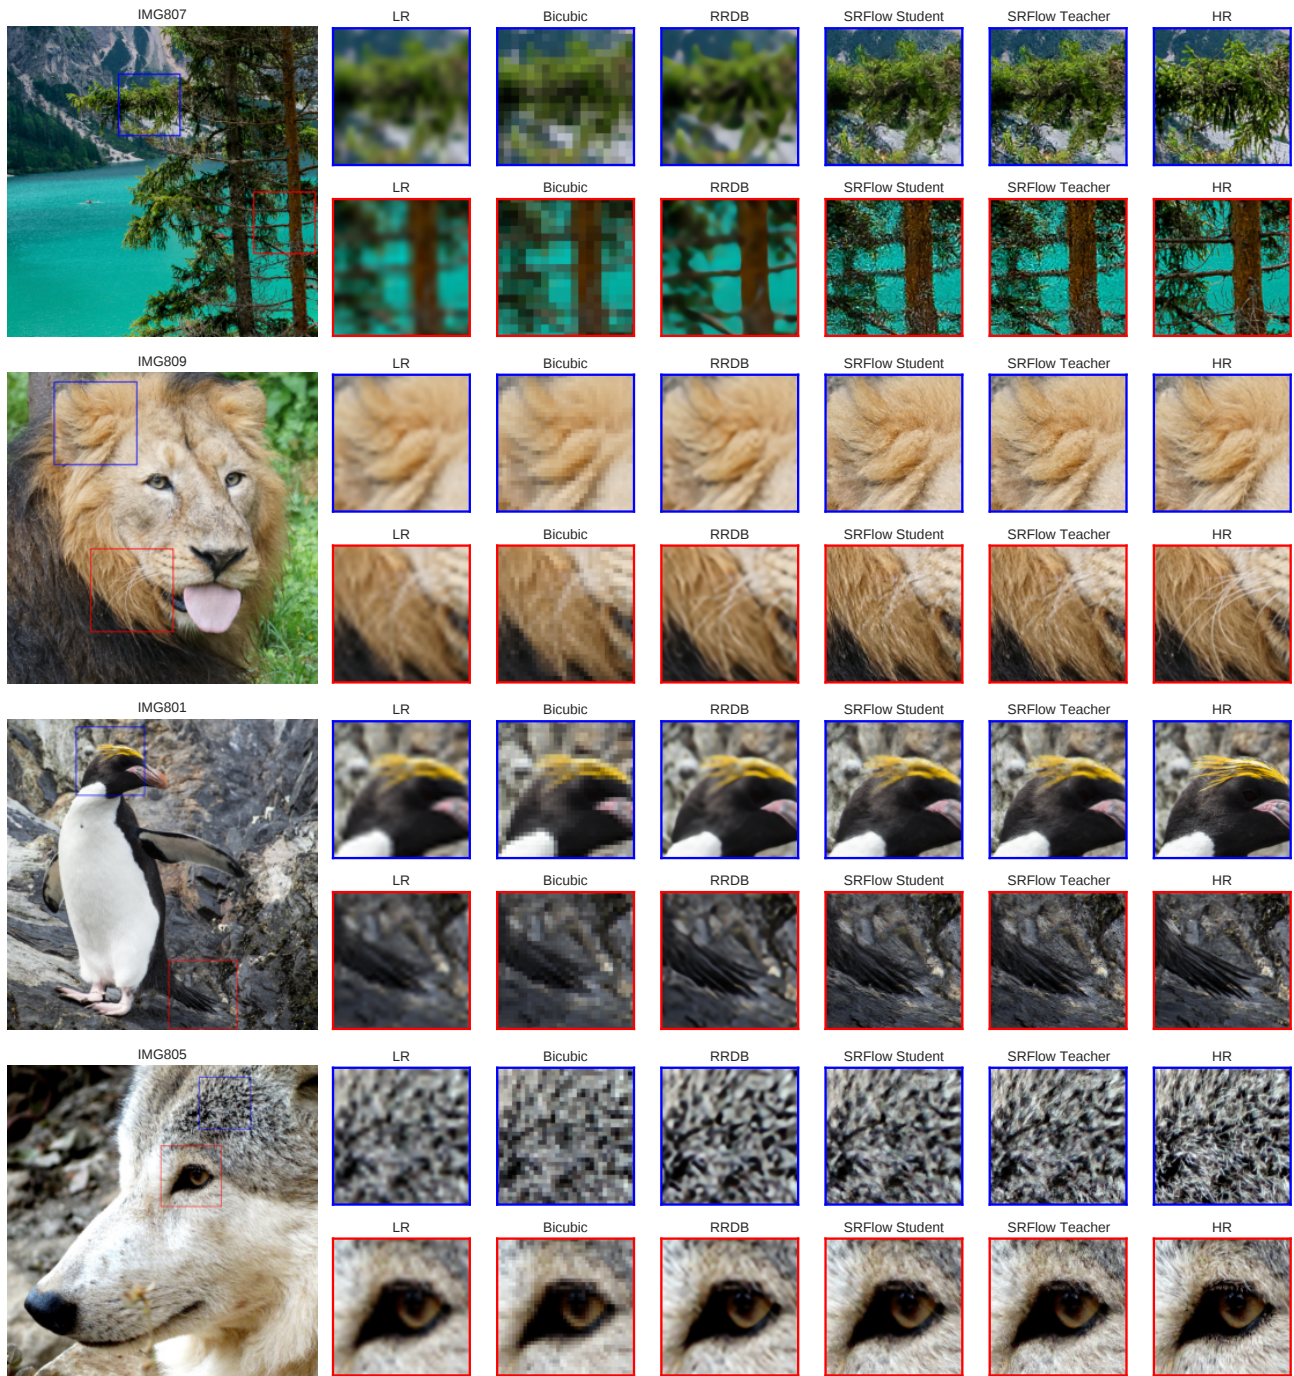 IMG807
LR Bicubic RRDB SRFlow Student SRFlow Teacher HR
LR Bicubic RRDB SRFlow Student SRFlow Teacher HR
IMG809
LR Bicubic RRDB SRFlow Student SRFlow Teacher HR
LR Bicubic RRDB SRFlow Student SRFlow Teacher HR
IMG801
LR Bicubic RRDB SRFlow Student SRFlow Teacher HR
LR Bicubic RRDB SRFlow Student SRFlow Teacher HR
IMG805
LR Bicubic RRDB SRFlow Student SRFlow Teacher HR
LR Bicubic RRDB SRFlow Student SRFlow Teacher HR